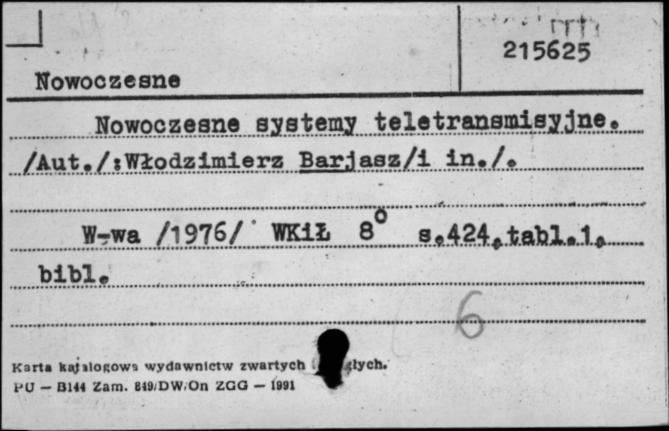 215625
Nowoczesne
Nowoczesne systemy teletransmisyjne.
/Aut./:Włodzimierz Barjasz/i in./.
W-wa /1976/ WKiŁ 8° s.424,tabl.1,
bibl.
6
Karta katalogowa wydawnictw zwartych
PU — B144 Zam. 849/DW/On ZGG — 1991